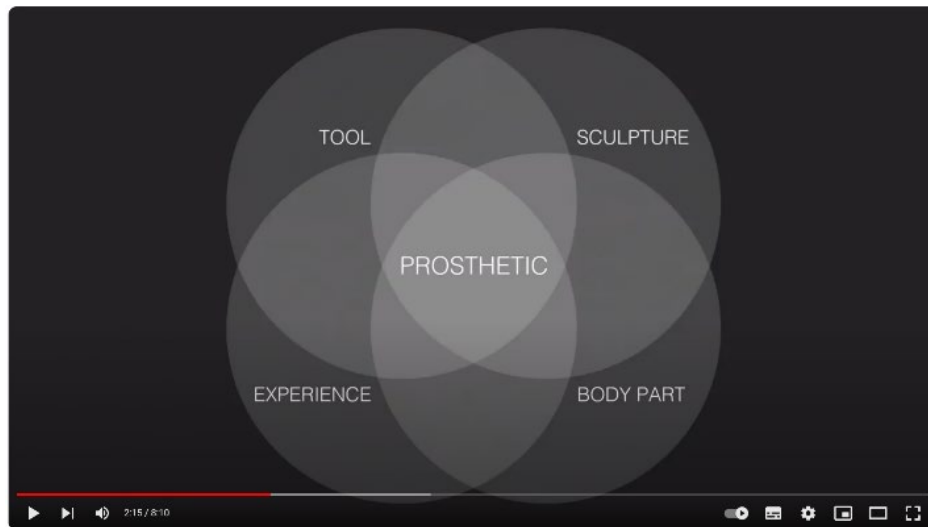 TOOL
SCULPTURE
PROSTHETIC
EXPERIENCE
BODY PART
2:15 / 8:10